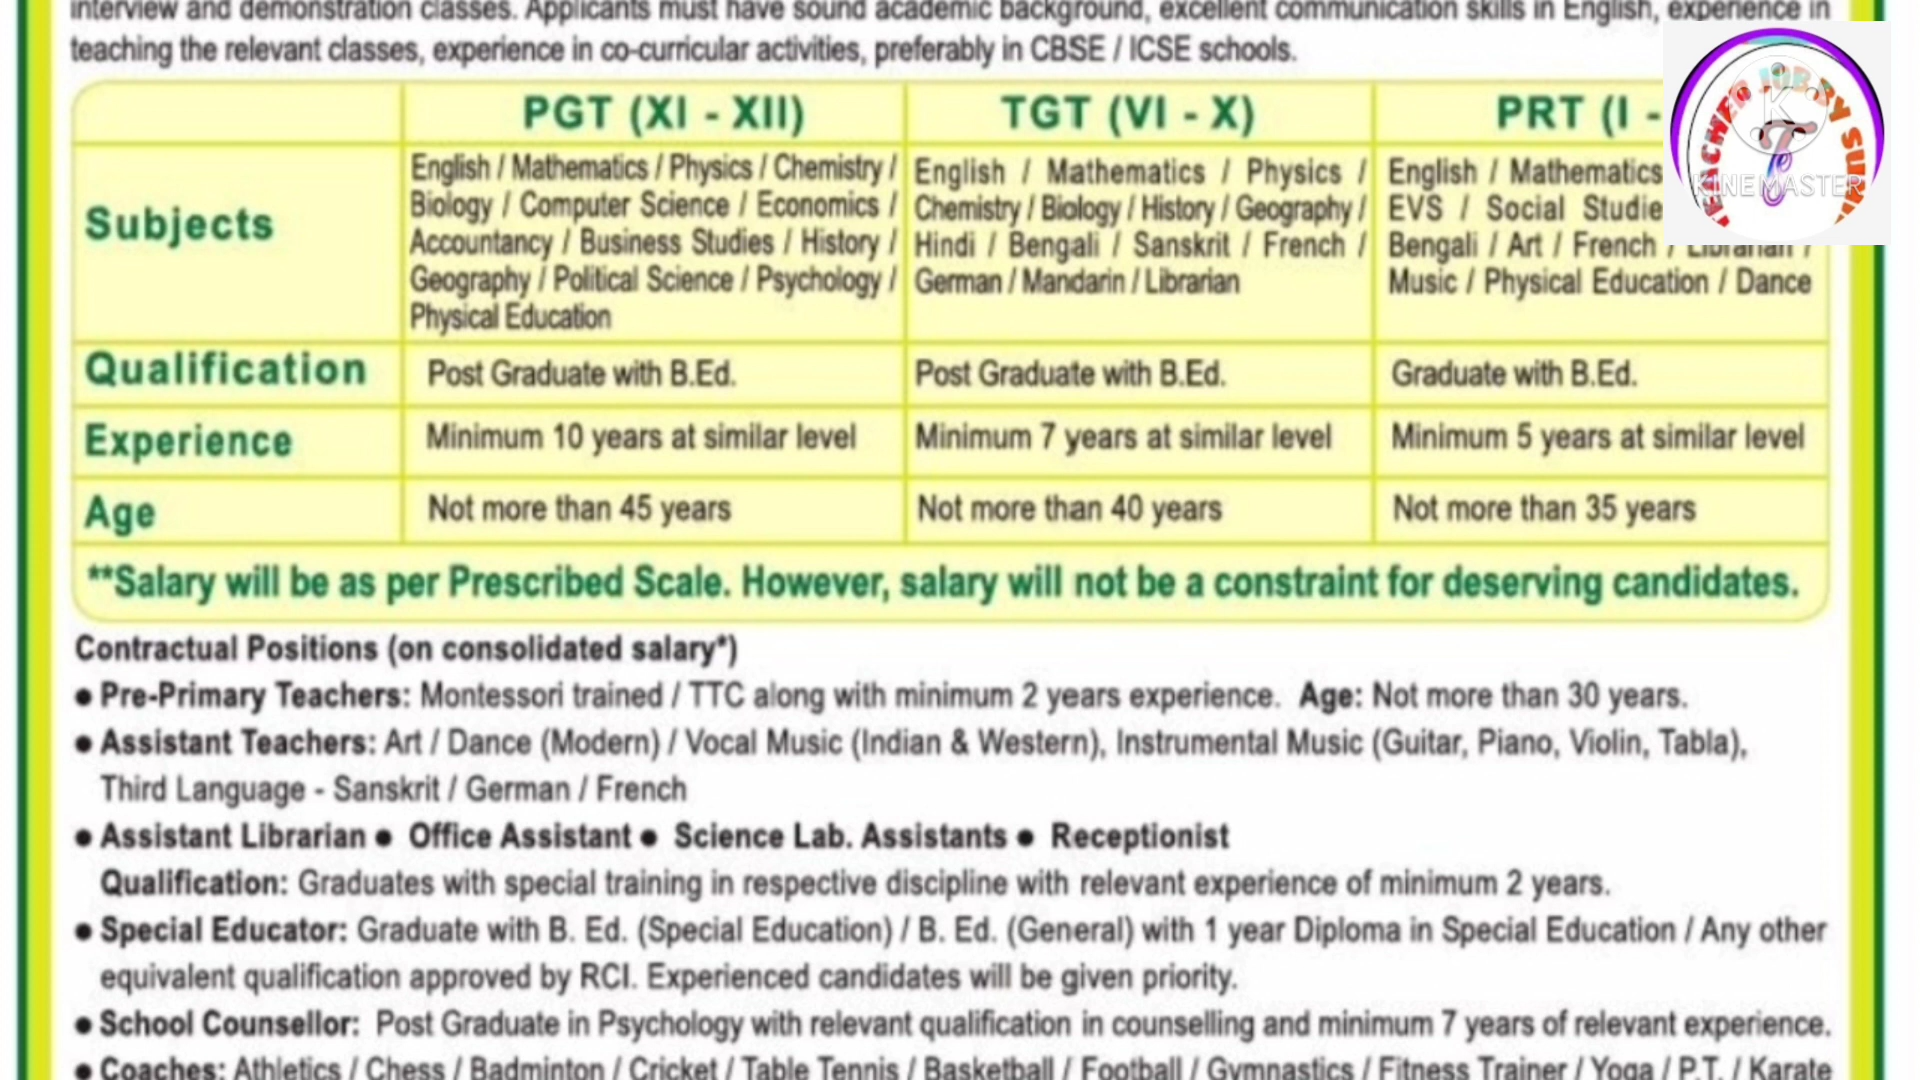 interview and demonstration classes. Applicants must have sound academic background, excellent communication skills in English, experience in
teaching the relevant classes, experience in co-curricular activities, preferably in CBSE / ICSE schools.
PGT (XI - XII)
TGT (VI - X)
PRT (I -
Subjects
English / Mathematics / Physics / Chemistry /
Biology / Computer Science / Economics /
Accountancy / Business Studies / History /
Geography / Political Science / Psychology /
Physical Education
English / Mathematics / Physics /
Chemistry / Biology / History / Geography /
Hindi / Bengali / Sanskrit / French /
German / Mandarin / Librarian
English / Mathematics
EVS / Social Studie
Bengali / Art / French / Librarian /
Music / Physical Education / Dance
Qualification
Post Graduate with B.Ed.
Post Graduate with B.Ed.
Graduate with B.Ed.
Experience
Minimum 10 years at similar level
Minimum 7 years at similar level
Minimum 5 years at similar level
Age
Not more than 45 years
Not more than 40 years
Not more than 35 years
**Salary will be as per Prescribed Scale. However, salary will not be a constraint for deserving candidates.
Contractual Positions (on consolidated salary*)
● Pre-Primary Teachers: Montessori trained / TTC along with minimum 2 years experience. Age: Not more than 30 years.
● Assistant Teachers: Art / Dance (Modern) / Vocal Music (Indian & Western), Instrumental Music (Guitar, Piano, Violin, Tabla),
Third Language - Sanskrit / German / French
● Assistant Librarian ● Office Assistant ● Science Lab. Assistants ● Receptionist
Qualification: Graduates with special training in respective discipline with relevant experience of minimum 2 years.
● Special Educator: Graduate with B. Ed. (Special Education) / B. Ed. (General) with 1 year Diploma in Special Education / Any other
equivalent qualification approved by RCI. Experienced candidates will be given priority.
● School Counsellor: Post Graduate in Psychology with relevant qualification in counselling and minimum 7 years of relevant experience.
● Coaches: Athletics / Chess / Badminton / Cricket / Table Tennis / Basketball / Football / Gymnastics / Fitness Trainer / Yoga / P.T. / Karate
TEACHER JOB BY SUM
KINEMASTER